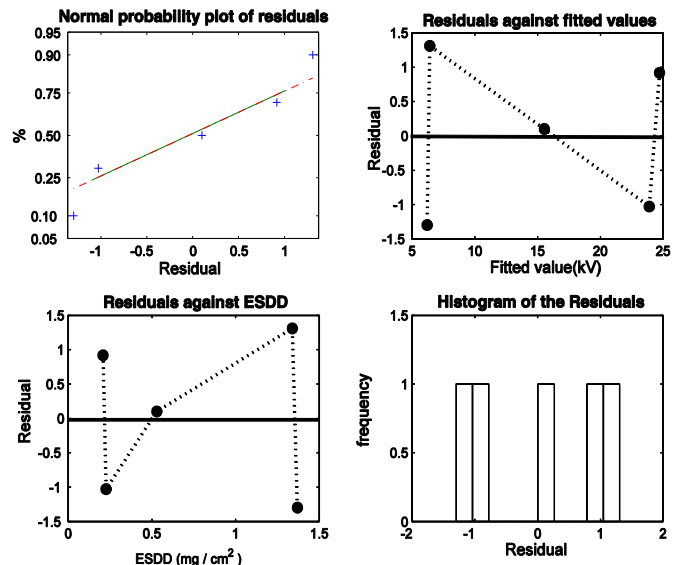 Normal probability plot of residuals
0.95
0.90
0.75
0.50
0.25
0.10
0.05
%
-1 -0.5 0 0.5 1
Residual
Residuals against fitted values
1.5
1
0.5
0
-0.5
-1
-1.5
Residual
5 10 15 20 25
Fitted value(kV)
Residuals against ESDD
1.5
1
0.5
0
-0.5
-1
-1.5
Residual
0 0.5 1 1.5
ESDD (mg / cm²)
Histogram of the Residuals
1.5
1
0.5
0
frequency
-2 -1 0 1 2
Residual